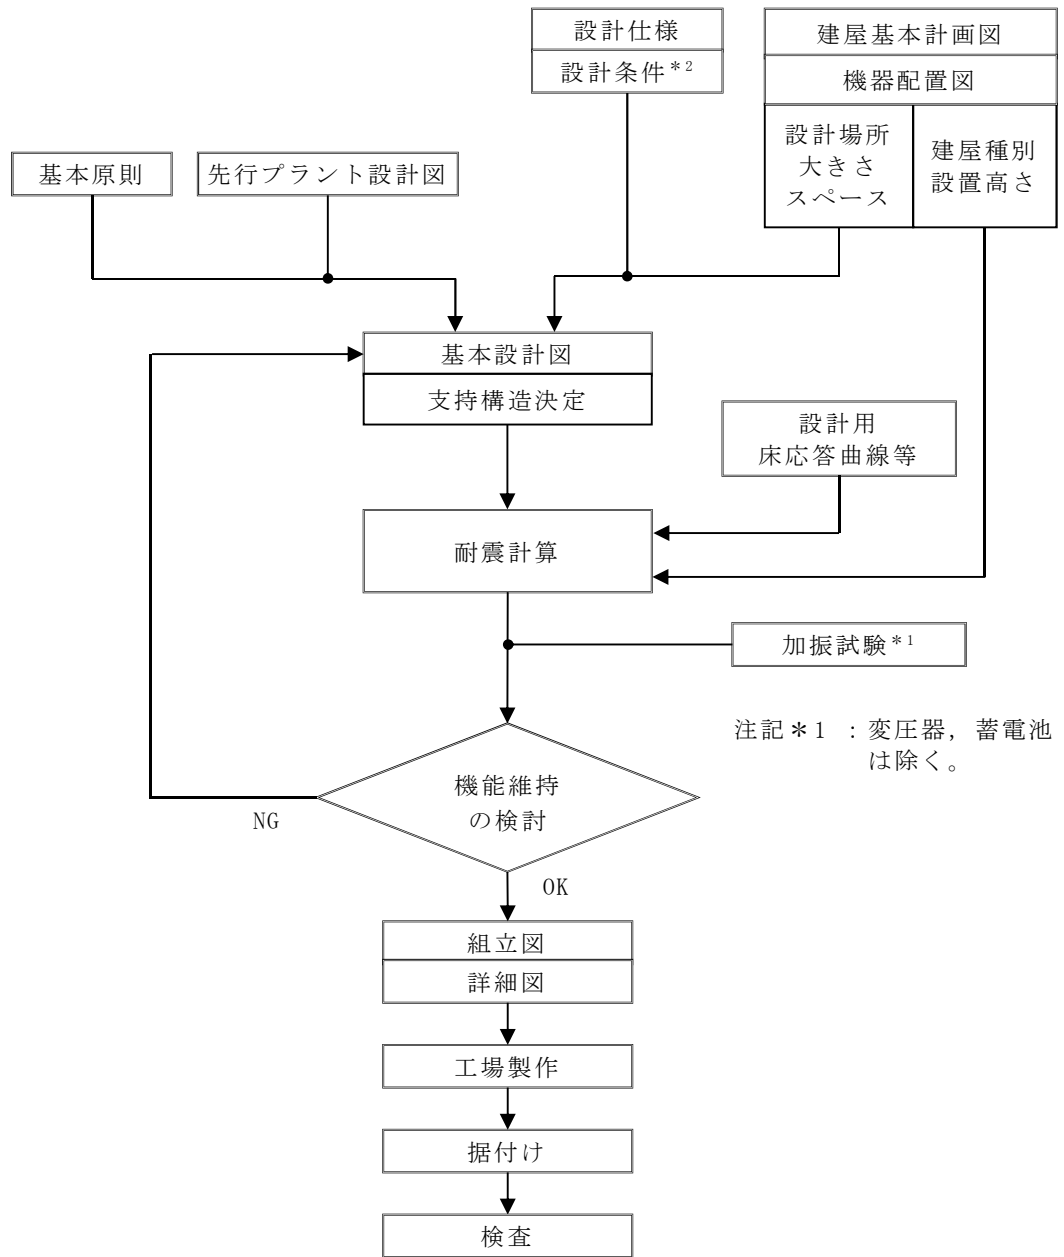 設計仕様
設計条件*2
建屋基本計画図
機器配置図
設計場所
大きさ
スペース
建屋種別
設置高さ
基本原則
先行プラント設計図
基本設計図
支持構造決定
設計用
床応答曲線等
耐震計算
加振試験*1
注記*1 :変圧器,蓄電池
は除く。
機能維持
の検討
NG
OK
組立図
詳細図
工場製作
据付け
検査